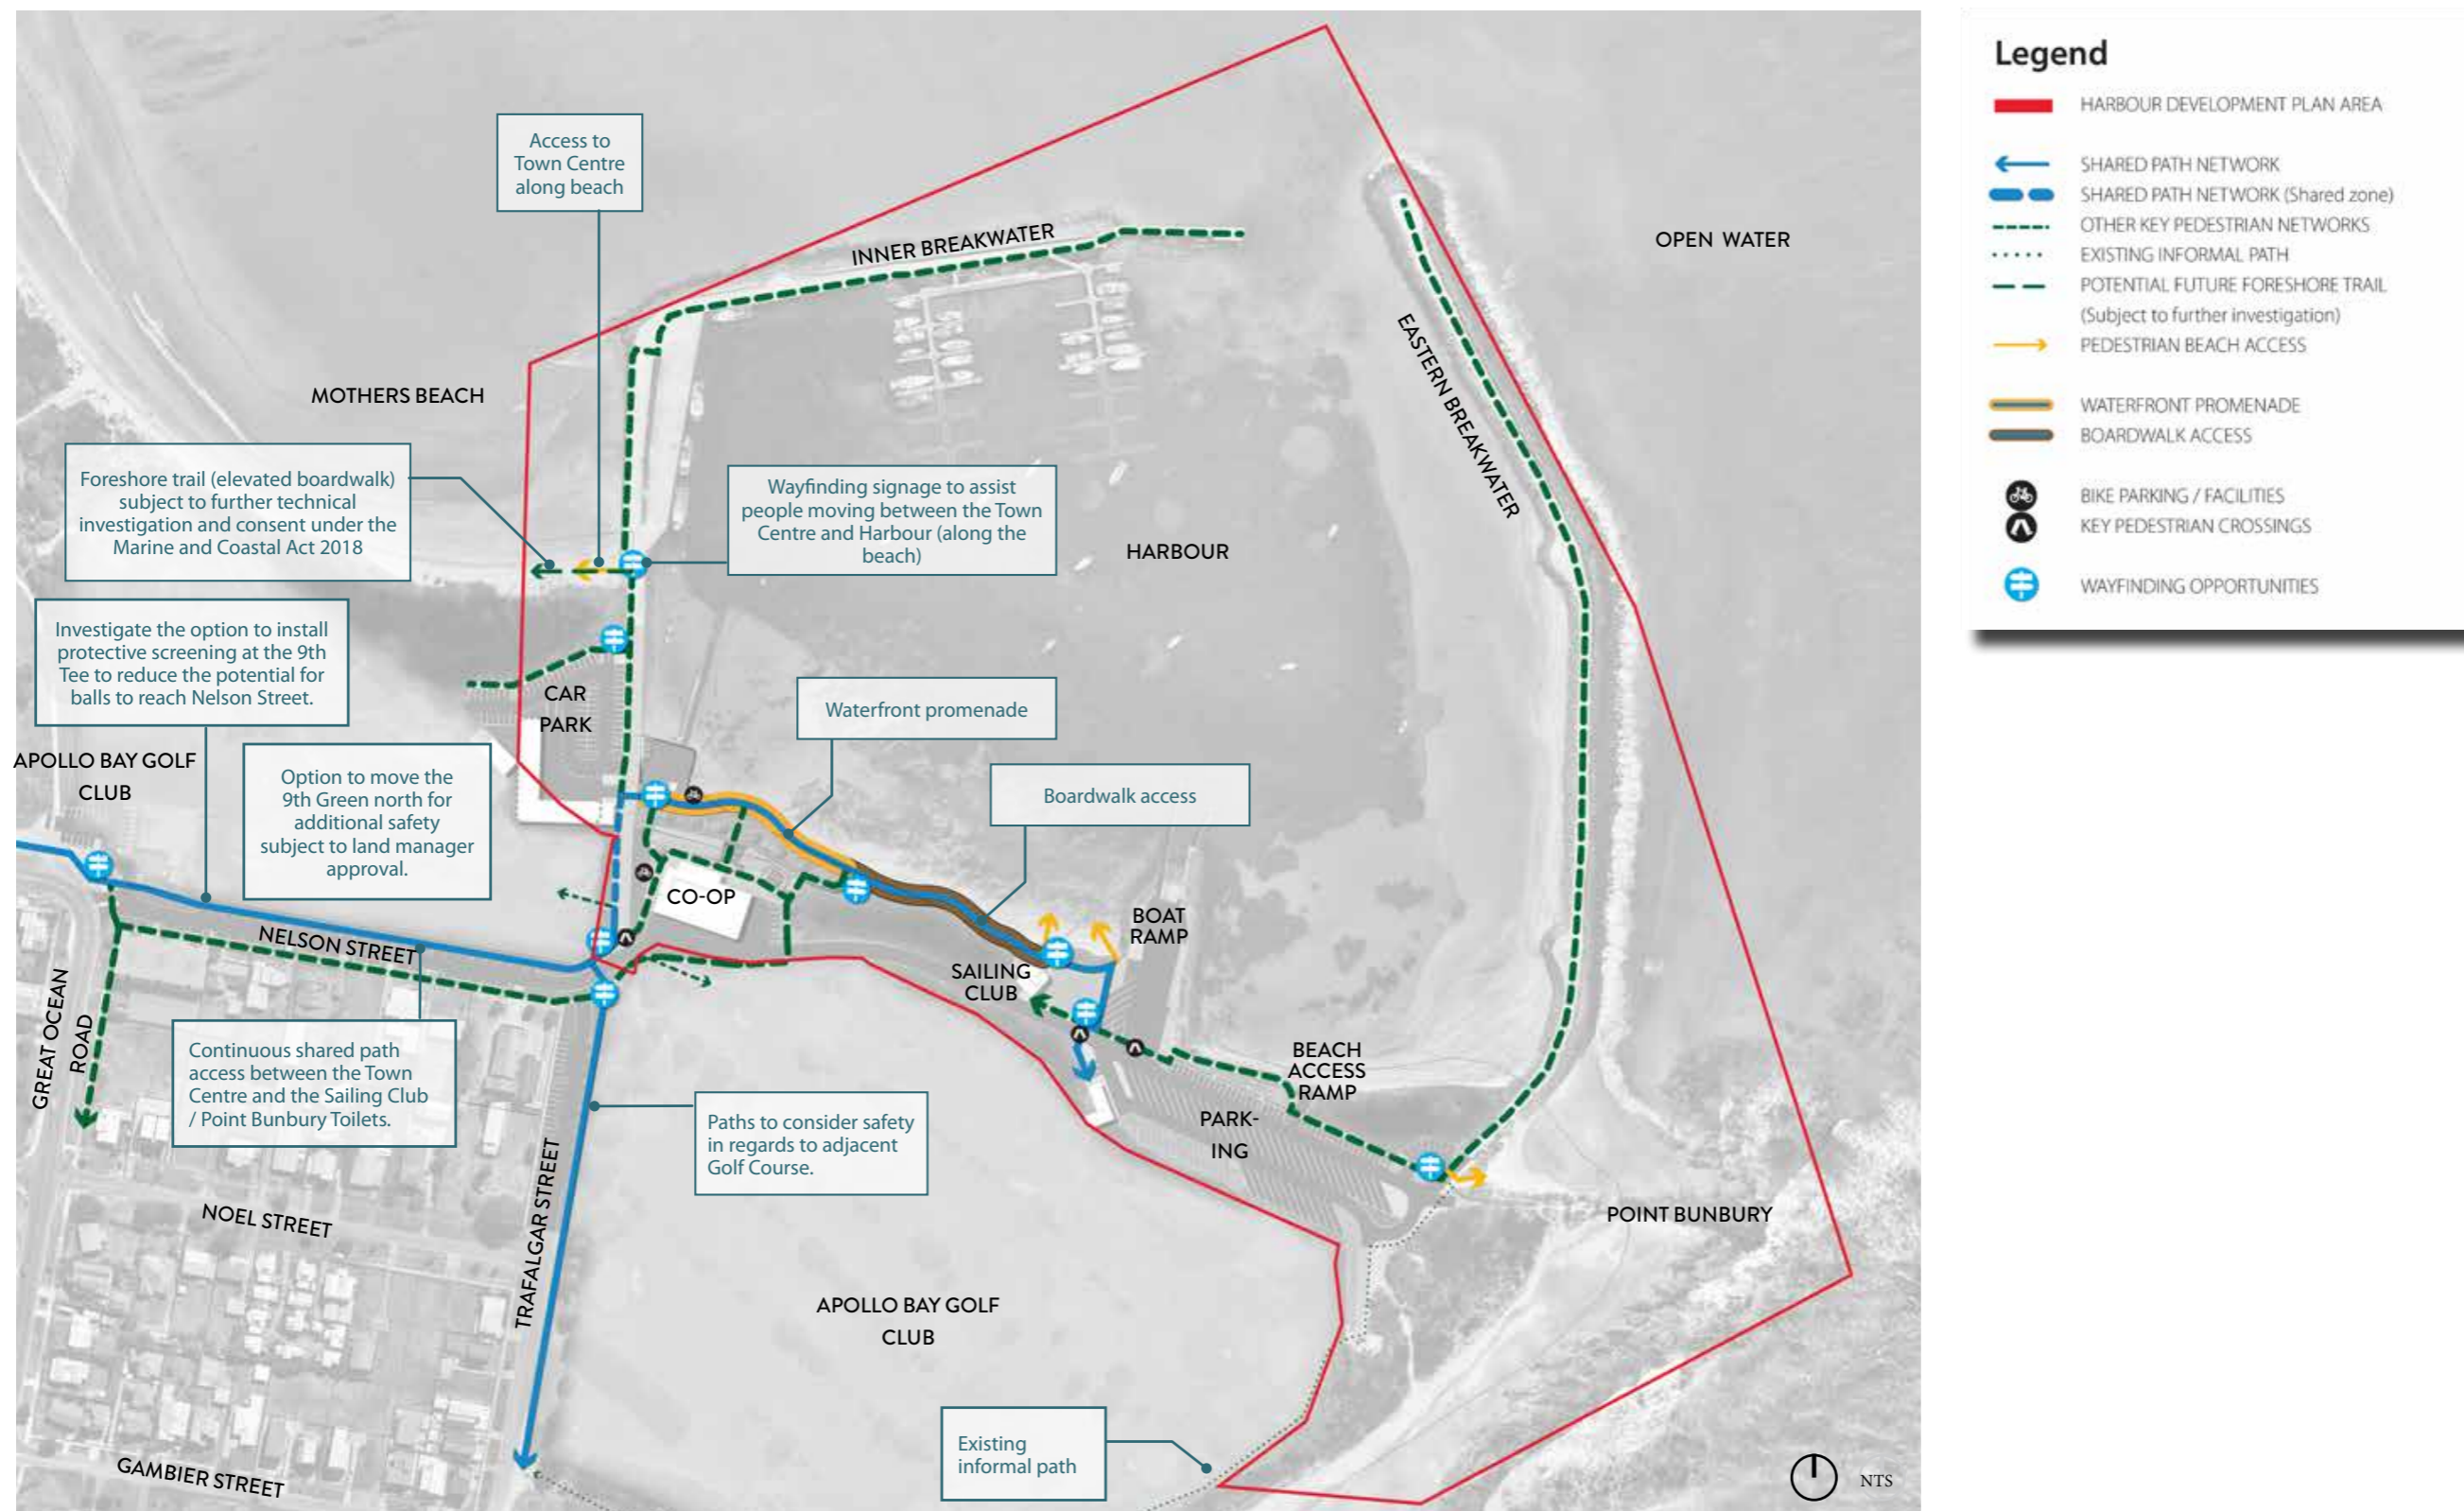 Access to
Town Centre
along beach
INNER BREAKWATER
OPEN WATER
EASTERN BREAKWATER
MOTHERS BEACH
Foreshore trail (elevated boardwalk)
subject to further technical
investigation and consent under the
Marine and Coastal Act 2018
Wayfinding signage to assist
people moving between the Town
Centre and Harbour (along the
beach)
HARBOUR
Investigate the option to install
protective screening at the 9th
Tee to reduce the potential for
balls to reach Nelson Street.
CAR
PARK
Waterfront promenade
APOLLO BAY GOLF
CLUB
Option to move the
9th Green north for
additional safety
subject to land manager
approval.
Boardwalk access
CO-OP
BOAT
RAMP
NELSON STREET
SAILING
CLUB
GREAT OCEAN
ROAD
Continuous shared path
access between the Town
Centre and the Sailing Club
/ Point Bunbury Toilets.
BEACH
ACCESS
RAMP
PARK-
ING
Paths to consider safety
in regards to adjacent
Golf Course.
TRAFALGAR STREET
NOEL STREET
POINT BUNBURY
APOLLO BAY GOLF
CLUB
Existing
informal path
GAMBIER STREET
NTS
Legend
HARBOUR DEVELOPMENT PLAN AREA
SHARED PATH NETWORK
SHARED PATH NETWORK (Shared zone)
OTHER KEY PEDESTRIAN NETWORKS
EXISTING INFORMAL PATH
POTENTIAL FUTURE FORESHORE TRAIL
(Subject to further investigation)
PEDESTRIAN BEACH ACCESS
WATERFRONT PROMENADE
BOARDWALK ACCESS
BIKE PARKING / FACILITIES
KEY PEDESTRIAN CROSSINGS
WAYFINDING OPPORTUNITIES